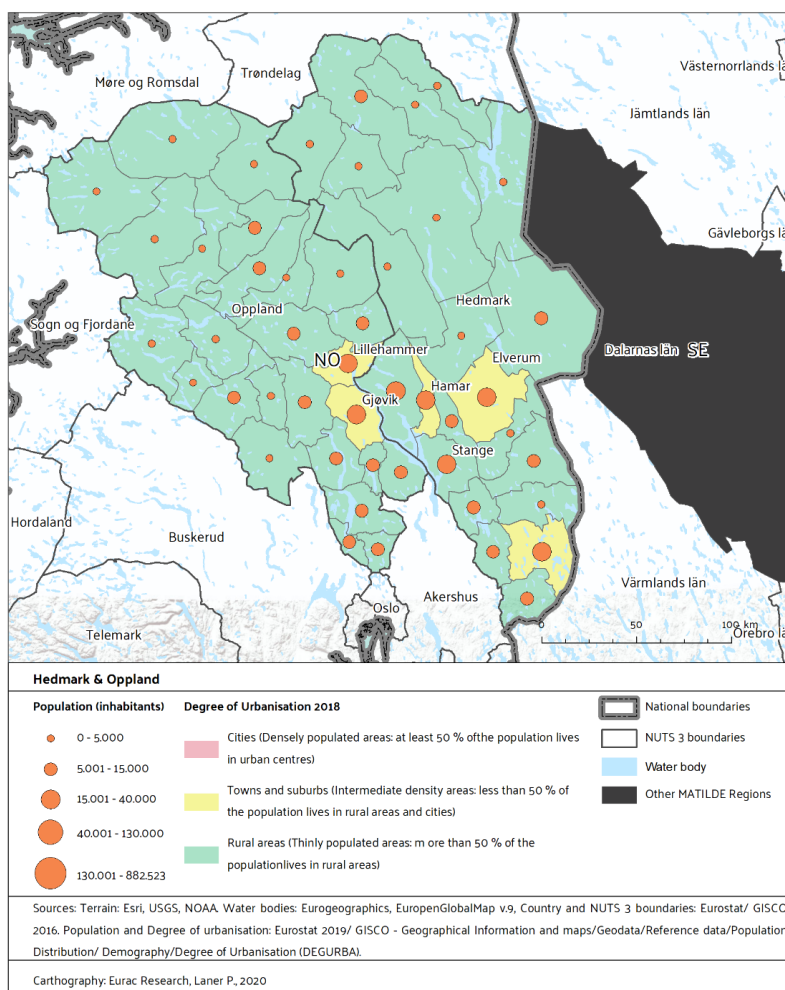 Trøndelag
Västernorrlands lä
Møre og Romsdal
Jämtlands län
Gävleborgs lä
Hedmark
Oppland
Sogn og Fjordane
NO
Lillehammer
Elverum
Dalarnas län SE
Hamar
Gjøvik
Stange
Hordaland
Buskerud
Värmlands län
Akershus
Oslo
Telemark
0 50 100 km
Örebro lä
Hedmark & Oppland
Population (inhabitants)
0 - 5.000
5.001 - 15.000
15.001 - 40.000
40.001 - 130.000
130.001 - 882.523
Degree of Urbanisation 2018
Cities (Densely populated areas: at least 50 % ofthe population lives
in urban centres)
Towns and suburbs (Intermediate density areas: less than 50 % of
the population lives in rural areas and cities)
Rural areas (Thinly populated areas: m ore than 50 % of the
populationlives in rural areas)
National boundaries
NUTS 3 boundaries
Water body
Other MATILDE Regions
Sources: Terrain: Esri, USGS, NOAA. Water bodies: Eurogeographics, EuropenGlobalMap v.9, Country and NUTS 3 boundaries: Eurostat/ GISCO
2016. Population and Degree of urbanisation: Eurostat 2019/ GISCO - Geographical Information and maps/Geodata/Reference data/Population
Distribution/ Demography/Degree of Urbanisation (DEGURBA).
Carthography: Eurac Research, Laner P., 2020